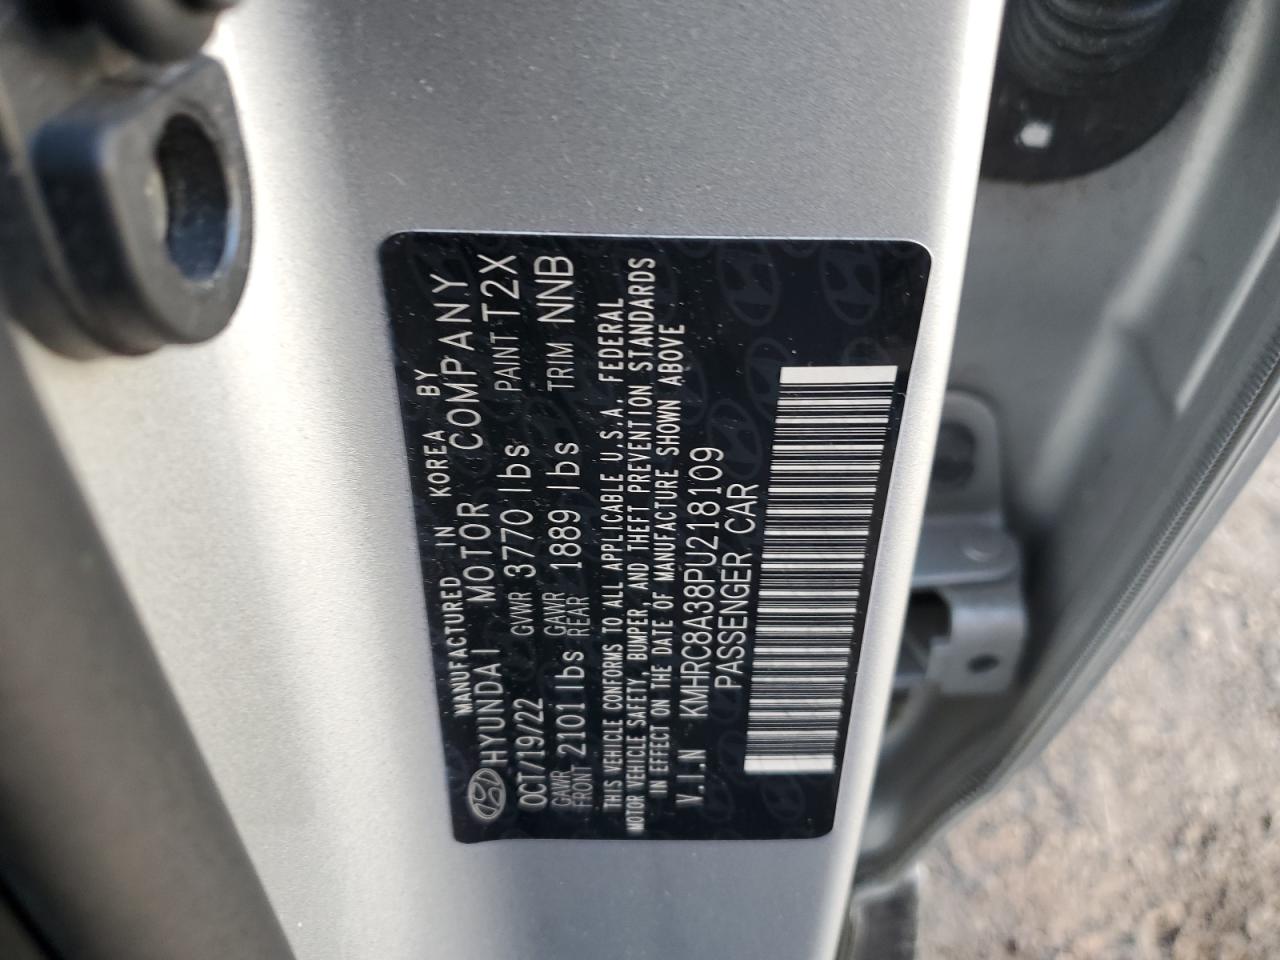 MANUFACTURED IN KOREA BY
HYUNDAI MOTOR COMPANY
OCT/19/22 GVWR 3770 lbs PAINT T2X
GAWR FRONT 2101 lbs GAWR REAR 1889 lbs TRIM NNB
THIS VEHICLE CONFORMS TO ALL APPLICABLE U.S.A. FEDERAL
MOTOR VEHICLE SAFETY, BUMPER, AND THEFT PREVENTION STANDARDS
IN EFFECT ON THE DATE OF MANUFACTURE SHOWN ABOVE
V.I.N KMHRC8A38PU218109
PASSENGER CAR